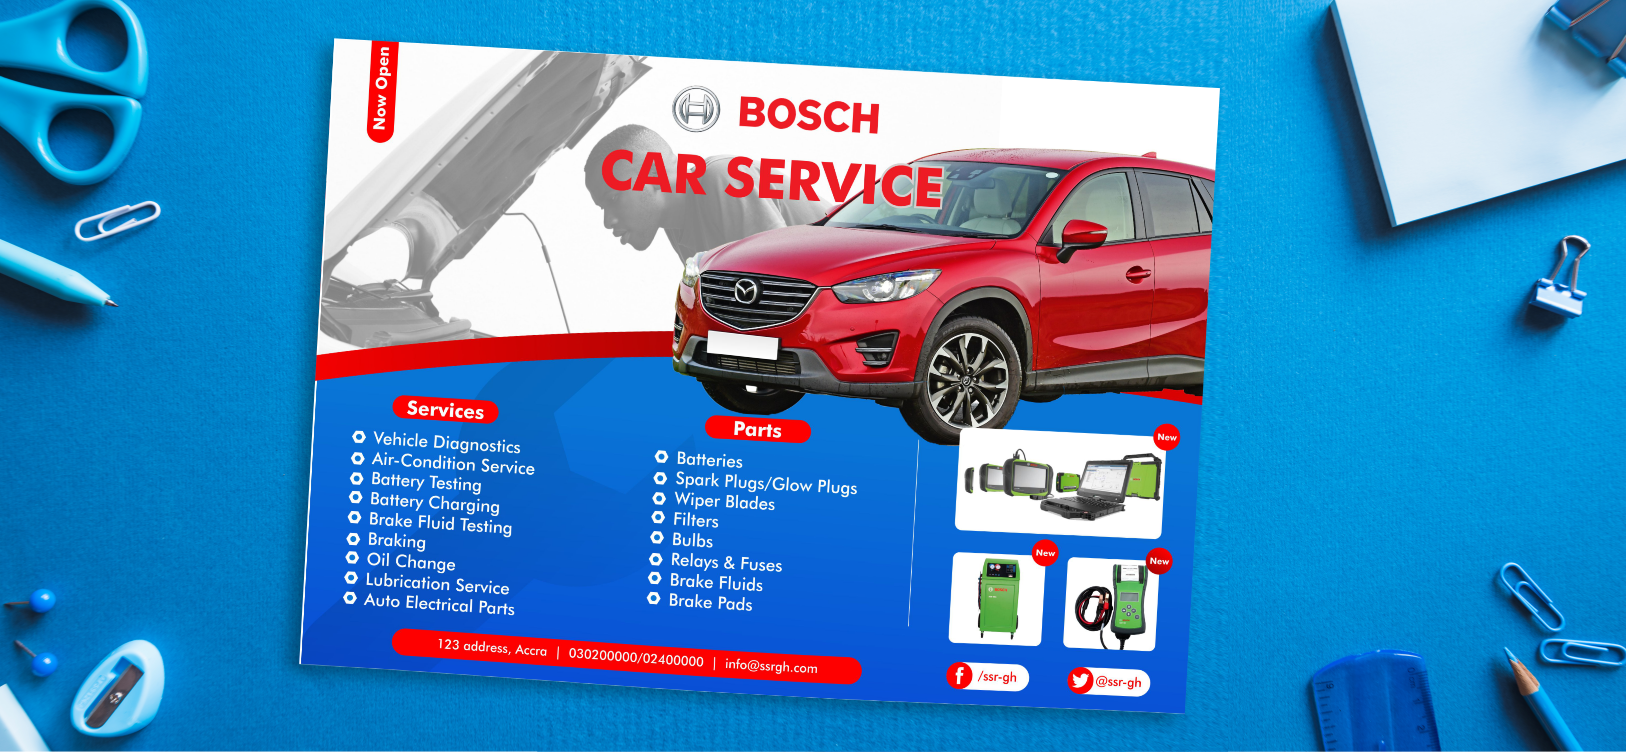 Now Open
BOSCH
CAR SERVICE
Services
Vehicle Diagnostics
Air-Condition Service
Battery Testing
Battery Charging
Brake Fluid Testing
Braking
Oil Change
Lubrication Service
Auto Electrical Parts
Parts
Batteries
Spark Plugs/Glow Plugs
Wiper Blades
Filters
Bulbs
Relays & Fuses
Brake Fluids
Brake Pads
New
New
New
BOSCH
123 address, Accra | 030200000/02400000 | info@ssrgh.com
f /ssr-gh
@ssr-gh